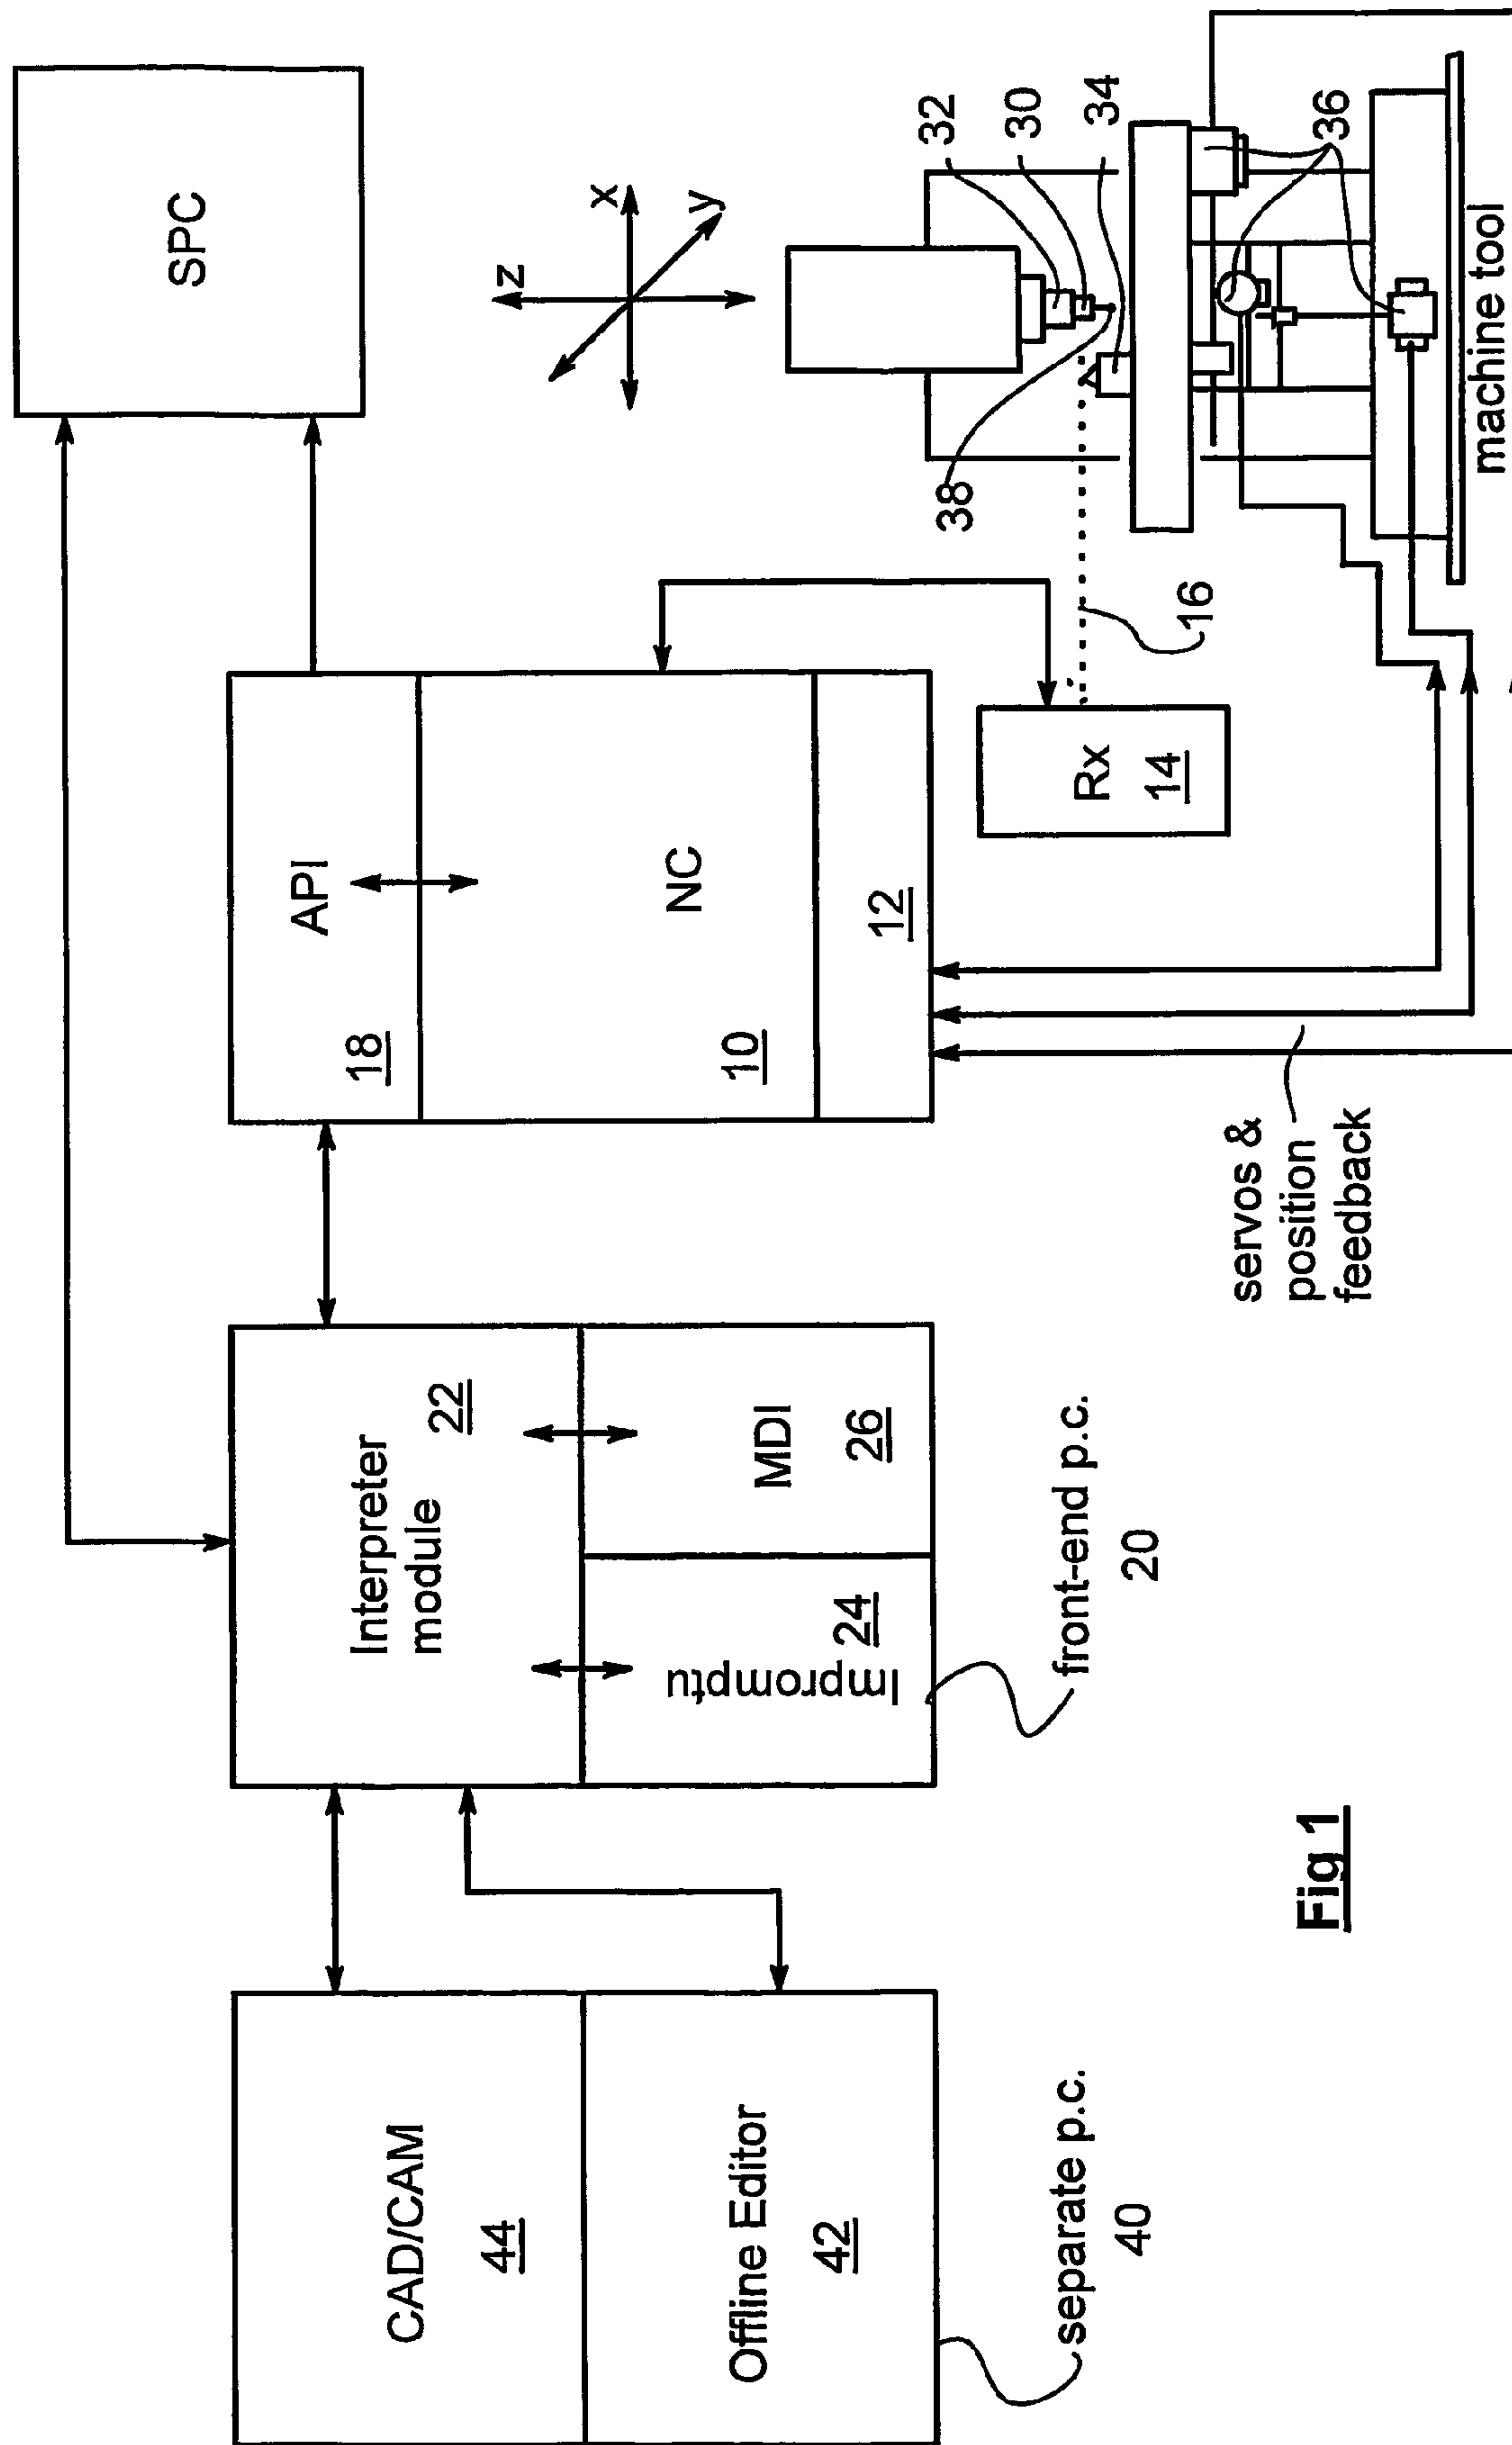 CAD/CAM
44
Offline Editor
42
separate p.c.
40
Interpreter
module
22
Impromptu
24
MDI
26
front-end p.c.
20
API
18
NC
10
12
Rx
14
16
servos &
position
feedback
SPC
z
x
y
32
30
34
38
36
machine tool
Fig 1